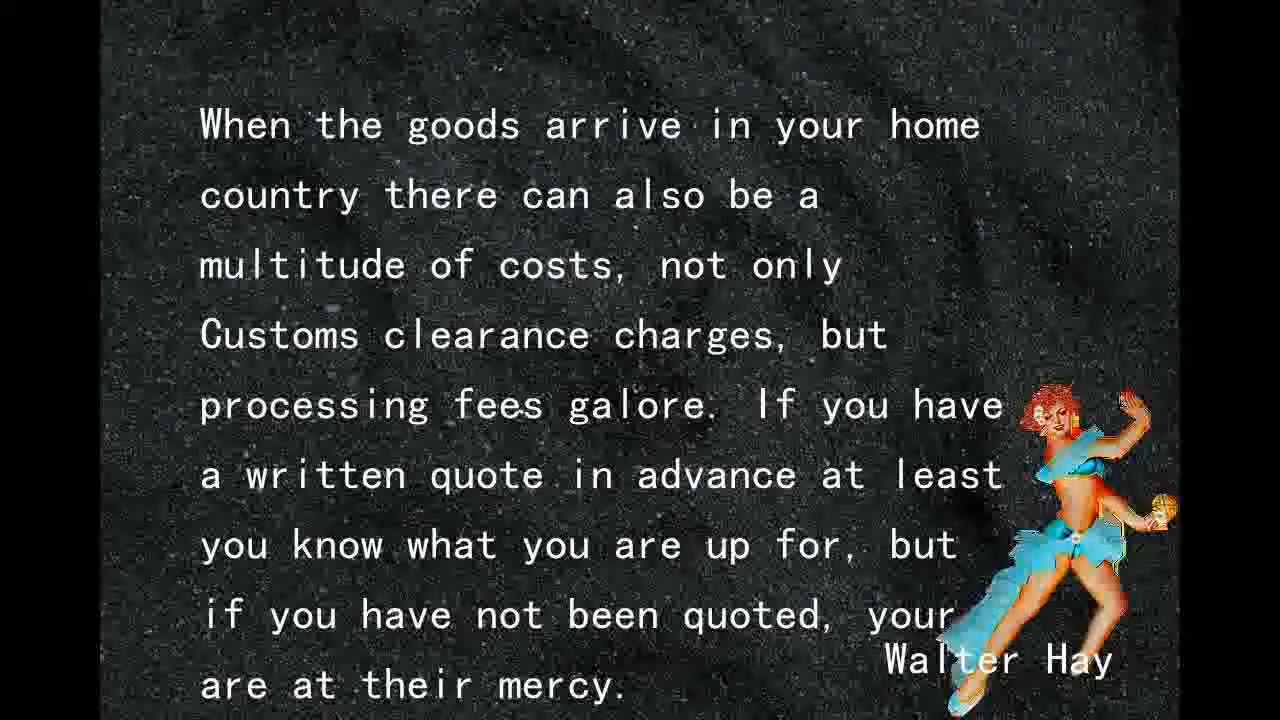 When the goods arrive in your home
country there can also be a
multitude of costs, not only
Customs clearance charges, but
processing fees galore. If you have
a written quote in advance at least
you know what you are up for, but
if you have not been quoted, your
are at their mercy.
Walter Hay